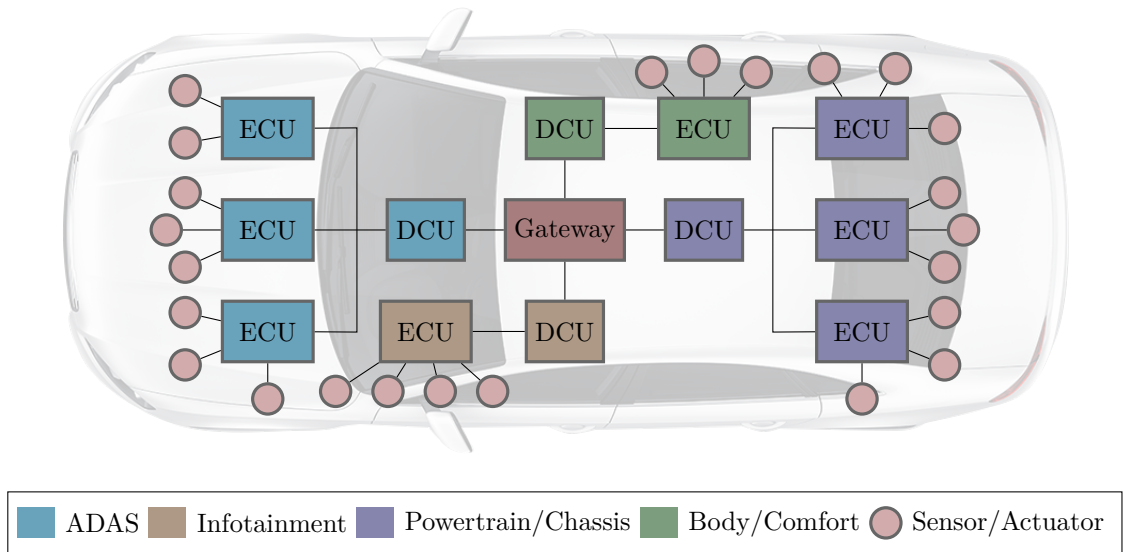 ECU DCU ECU ECU
ECU DCU Gateway DCU ECU
ECU ECU DCU ECU
ADAS Infotainment Powertrain/Chassis Body/Comfort Sensor/Actuator